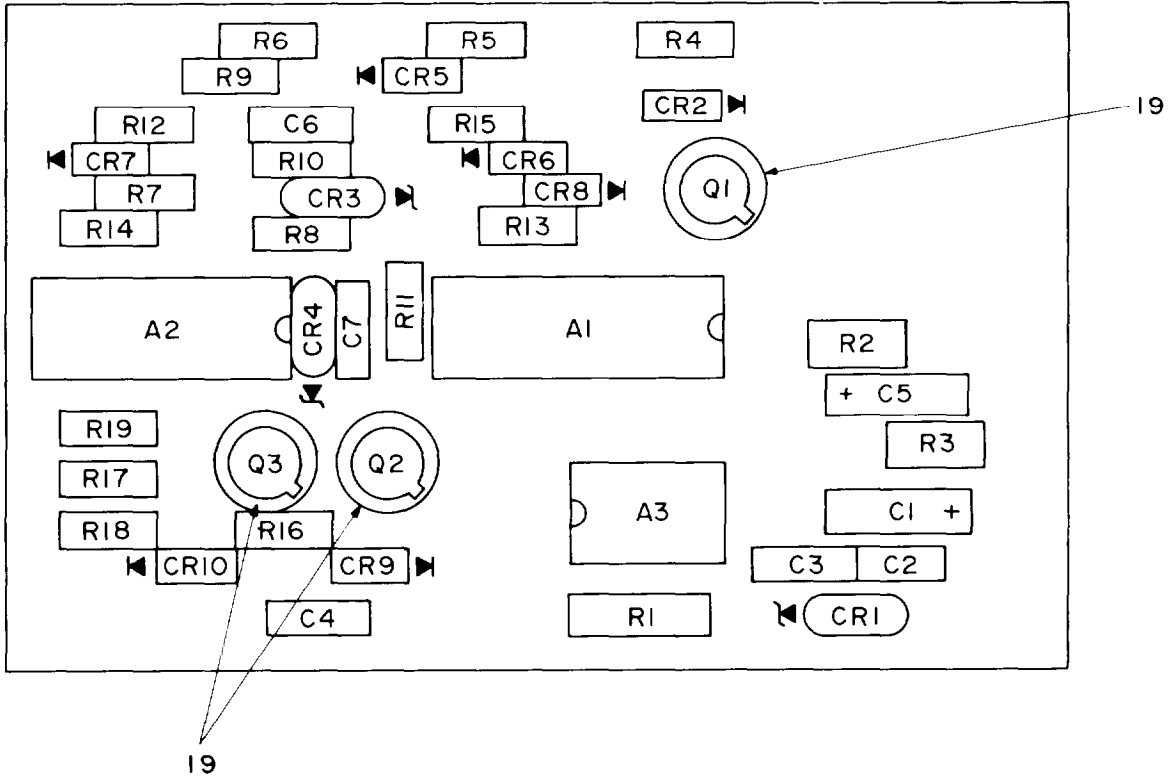 R6 R5 R4
R9 CR5
CR2
19
R12 C6 R15
CR7 R10 CR6
R7 CR3 CR8 Q1
R14 R8 R13
A2 CR4 C7 R11 A1
R2
+ C5
R19 R3
Q3 Q2
R17
R18 R16 A3 C1 +
CR10 CR9 C3 C2
C4 R1 CR1
19